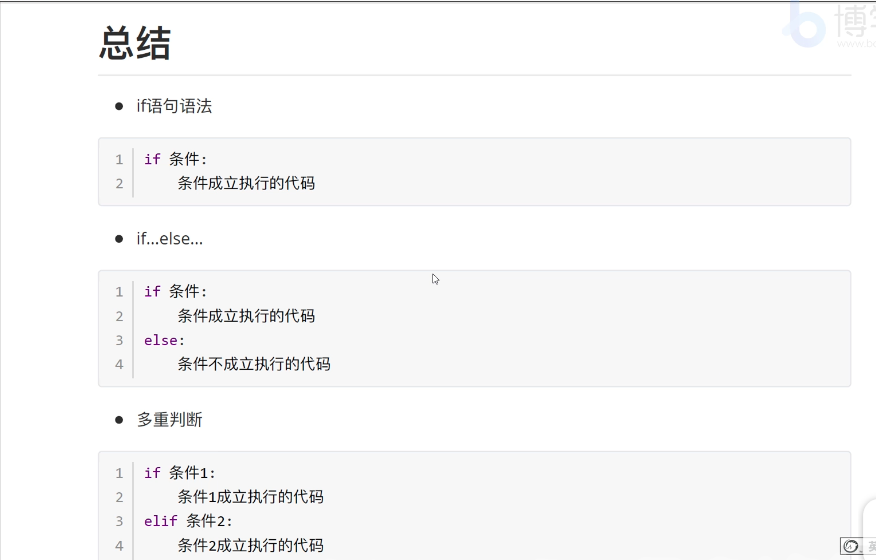 总结
if语句语法
1 if 条件:
2 条件成立执行的代码
if...else...
1 if 条件:
2 条件成立执行的代码
3 else:
4 条件不成立执行的代码
多重判断
1 if 条件1:
2 条件1成立执行的代码
3 elif 条件2:
4 条件2成立执行的代码
博学
www.b
英